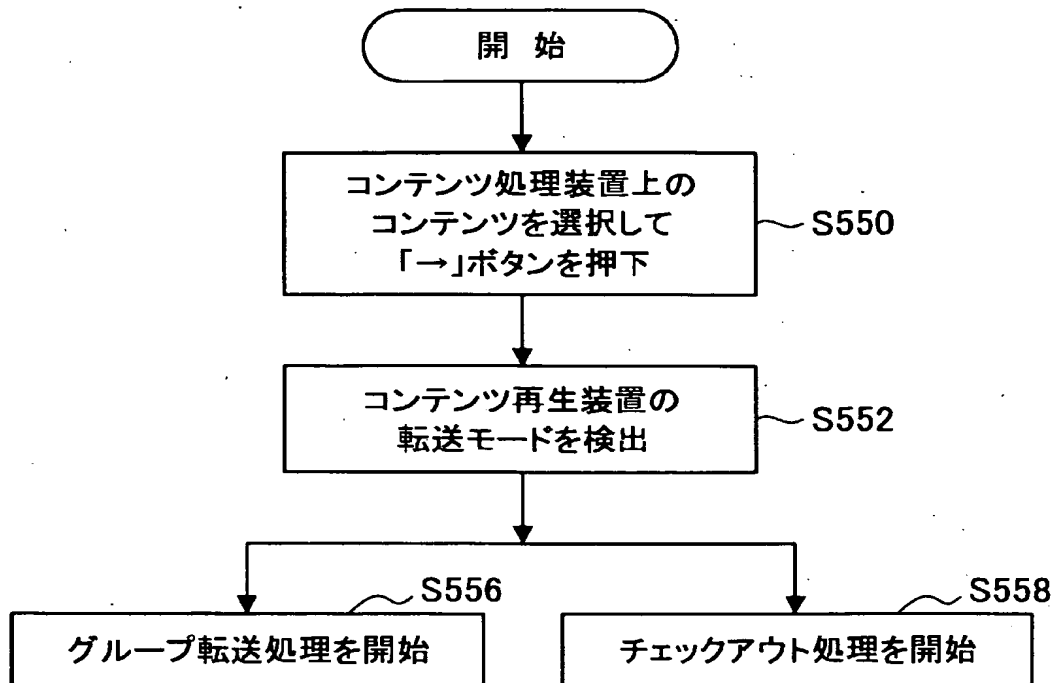 開 始
コンテンツ処理装置上の
コンテンツを選択して
「→」ボタンを押下
S550
コンテンツ再生装置の
転送モードを検出
S552
S556
グループ転送処理を開始
S558
チェックアウト処理を開始